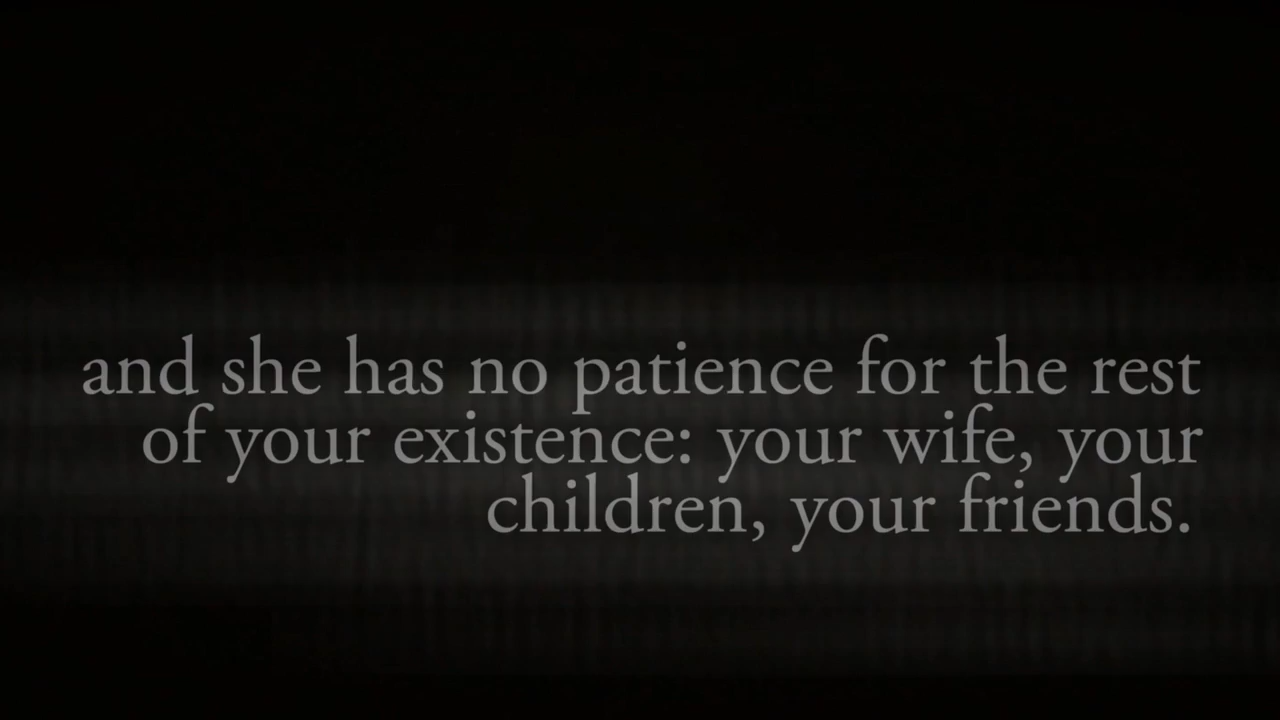 and she has no patience for the rest
of your existence: your wife, your
children, your friends.